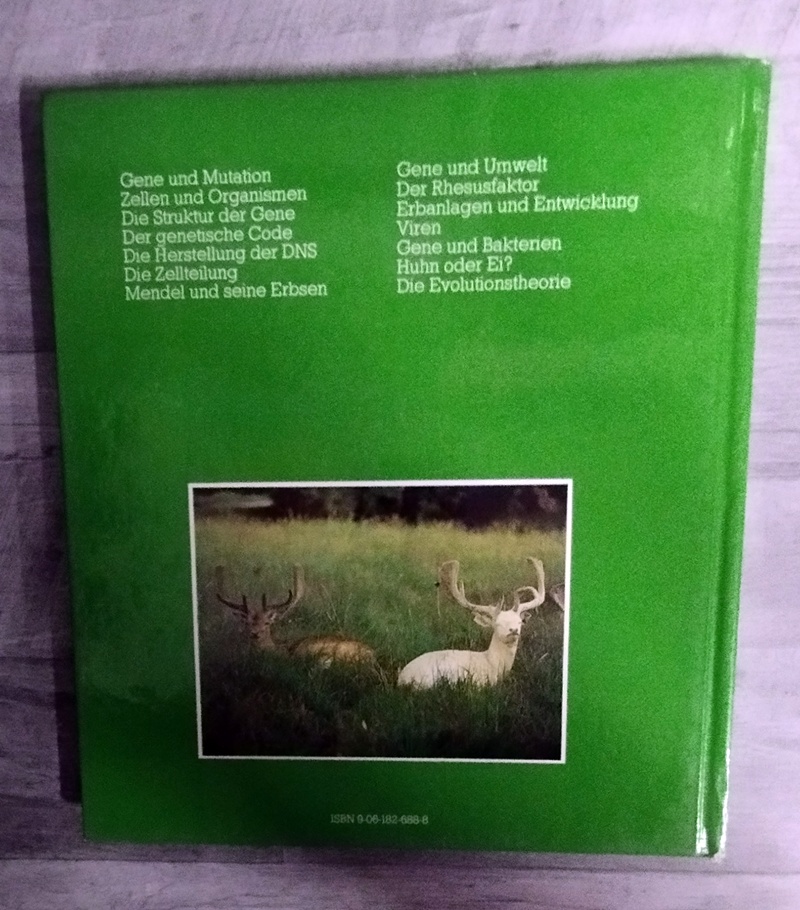 Gene und Mutation
Zellen und Organismen
Die Struktur der Gene
Der genetische Code
Die Herstellung der DNS
Die Zellteilung
Mendel und seine Erbsen
Gene und Umwelt
Der Rhesusfaktor
Erbanlagen und Entwicklung
Viren
Gene und Bakterien
Huhn oder Ei?
Die Evolutionstheorie
ISBN 9-06-182-688-8